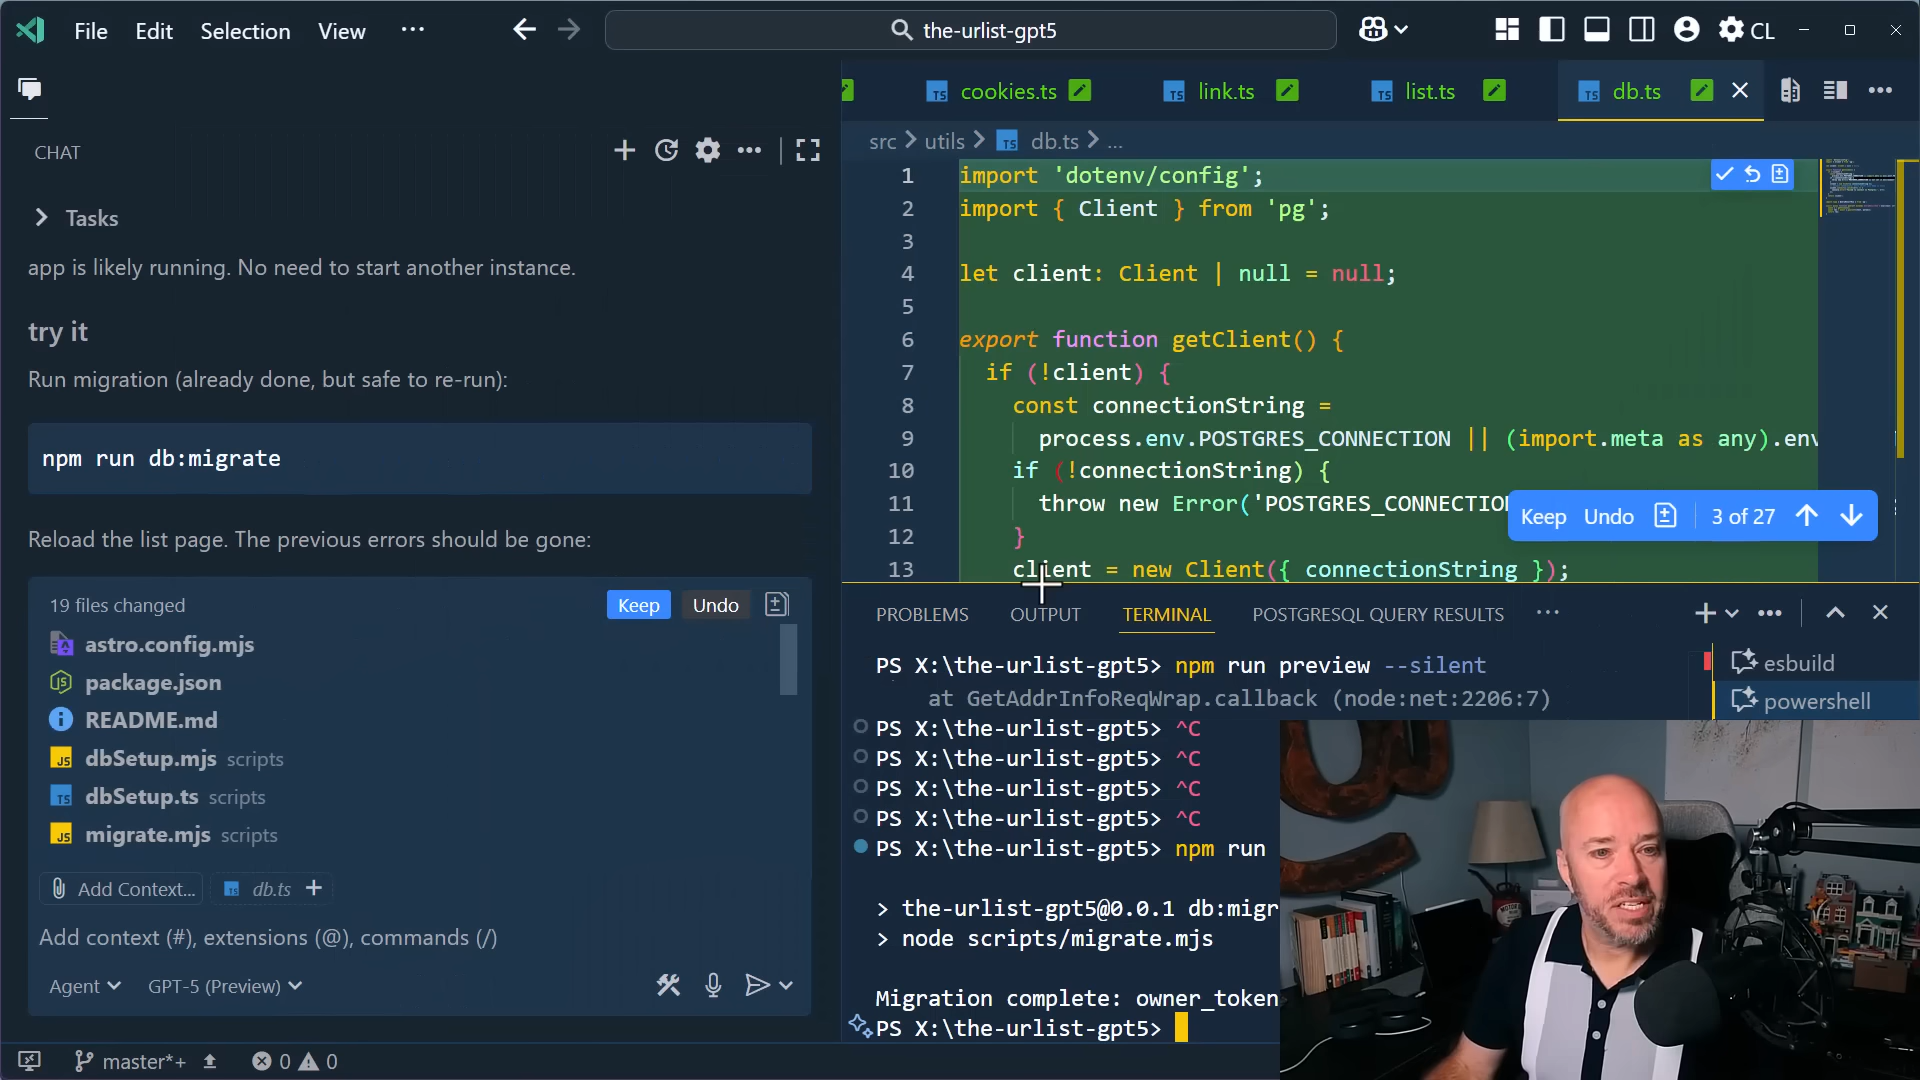 File Edit Selection View ...
the-urlist-gpt5
CL
CHAT
Tasks
app is likely running. No need to start another instance.
try it
Run migration (already done, but safe to re-run):
npm run db:migrate
Reload the list page. The previous errors should be gone:
19 files changed
Keep Undo
astro.config.mjs
package.json
README.md
dbSetup.mjs scripts
dbSetup.ts scripts
migrate.mjs scripts
Add Context... db.ts +
Add context (#), extensions (@), commands (/)
Agent GPT-5 (Preview)
cookies.ts link.ts list.ts db.ts
src > utils > TS db.ts > ...
1 import 'dotenv/config';
2 import { Client } from 'pg';
3
4 let client: Client | null = null;
5
6 export function getClient() {
7 if (!client) {
8 const connectionString =
9 process.env.POSTGRES_CONNECTION || (import.meta as any).env
10 if (!connectionString) {
11 throw new Error('POSTGRES_CONNECTIO
12 }
13 client = new Client({ connectionString });
Keep Undo 3 of 27
PROBLEMS OUTPUT TERMINAL POSTGRESQL QUERY RESULTS ...
PS X:\the-urlist-gpt5> npm run preview --silent
at GetAddrInfoReqWrap.callback (node:net:2206:7)
PS X:\the-urlist-gpt5> ^C
PS X:\the-urlist-gpt5> ^C
PS X:\the-urlist-gpt5> ^C
PS X:\the-urlist-gpt5> ^C
PS X:\the-urlist-gpt5> npm run
> the-urlist-gpt5@0.0.1 db:migr
> node scripts/migrate.mjs
Migration complete: owner_token
PS X:\the-urlist-gpt5>
esbuild
powershell
master*+ 0 0